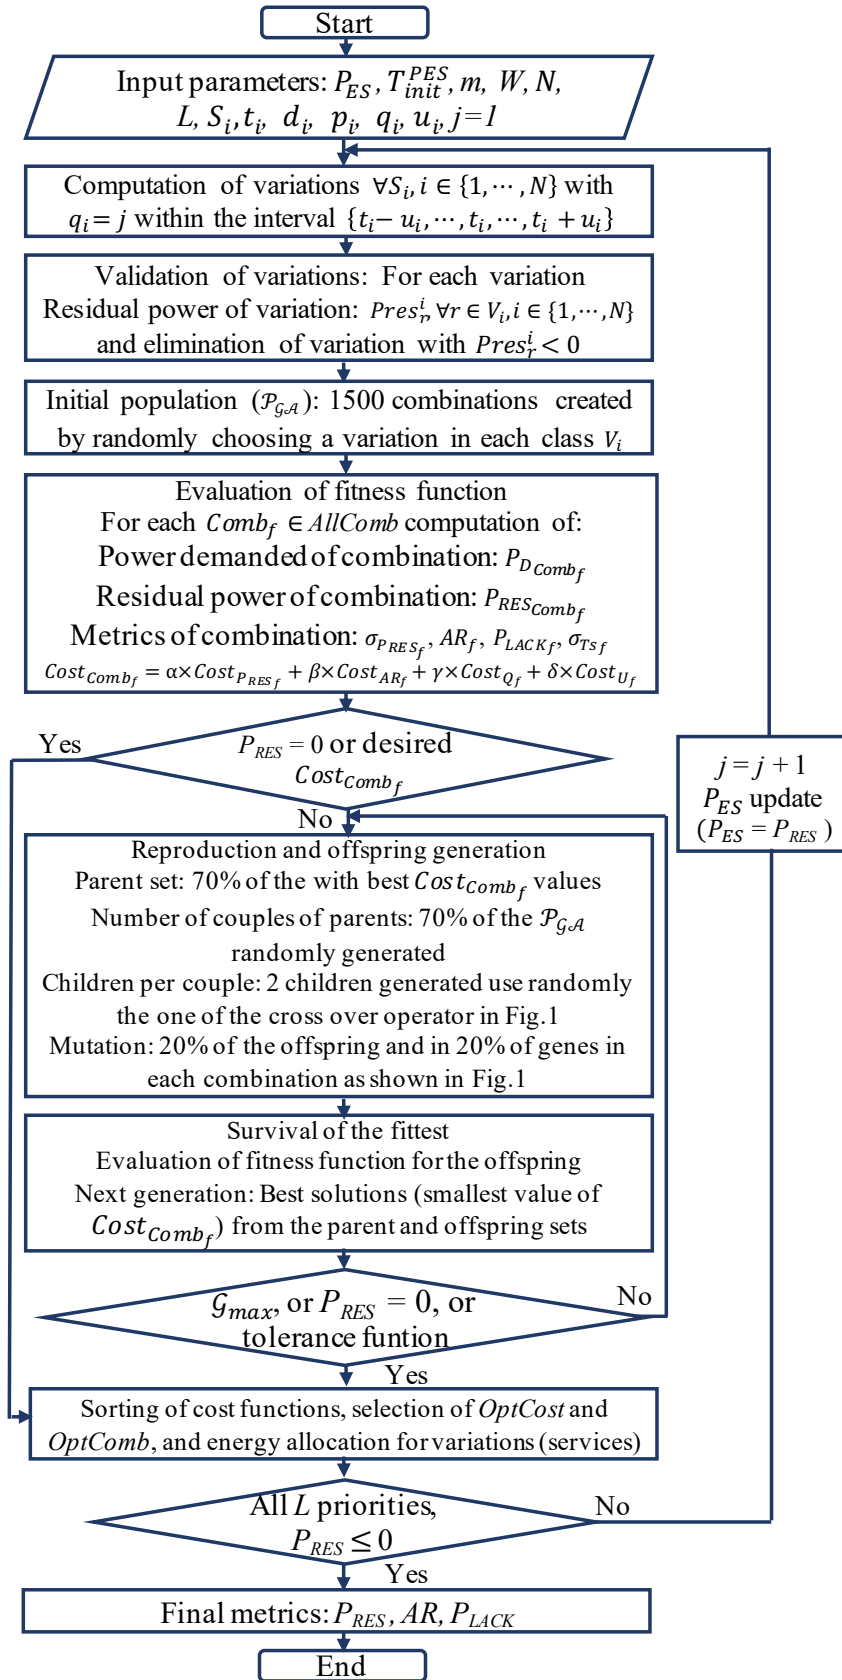 Start
Input parameters: P_ES, T_init^PES, m, W, N,
L, S_i, t_i, d_i, p_i, q_i, u_i, j=1
Computation of variations ∀S_i, i ∈ {1, ⋯, N} with
q_i = j within the interval {t_i − u_i, ⋯, t_i, ⋯, t_i + u_i}
Validation of variations: For each variation
Residual power of variation: Pres_r^i, ∀r ∈ V_i, i ∈ {1, ⋯, N}
and elimination of variation with Pres_r^i < 0
Initial population (𝒫_𝒢𝒜): 1500 combinations created
by randomly choosing a variation in each class V_i
Evaluation of fitness function
For each Comb_f ∈ AllComb computation of:
Power demanded of combination: P_D_Comb_f
Residual power of combination: P_RES_Comb_f
Metrics of combination: σ_P_RES_f, AR_f, P_LACK_f, σ_Ts_f
Cost_Comb_f = α×Cost_P_RES_f + β×Cost_AR_f + γ×Cost_Q_f + δ×Cost_U_f
Yes
P_RES = 0 or desired
Cost_Comb_f
No
j = j + 1
P_ES update
(P_ES = P_RES )
Reproduction and offspring generation
Parent set: 70% of the with best Cost_Comb_f values
Number of couples of parents: 70% of the 𝒫_𝒢𝒜
randomly generated
Children per couple: 2 children generated use randomly
the one of the cross over operator in Fig.1
Mutation: 20% of the offspring and in 20% of genes in
each combination as shown in Fig.1
Survival of the fittest
Evaluation of fitness function for the offspring
Next generation: Best solutions (smallest value of
Cost_Comb_f) from the parent and offspring sets
𝒢_max, or P_RES = 0, or
tolerance funtion
No
Yes
Sorting of cost functions, selection of OptCost and
OptComb, and energy allocation for variations (services)
All L priorities,
P_RES ≤ 0
No
Yes
Final metrics: P_RES, AR, P_LACK
End